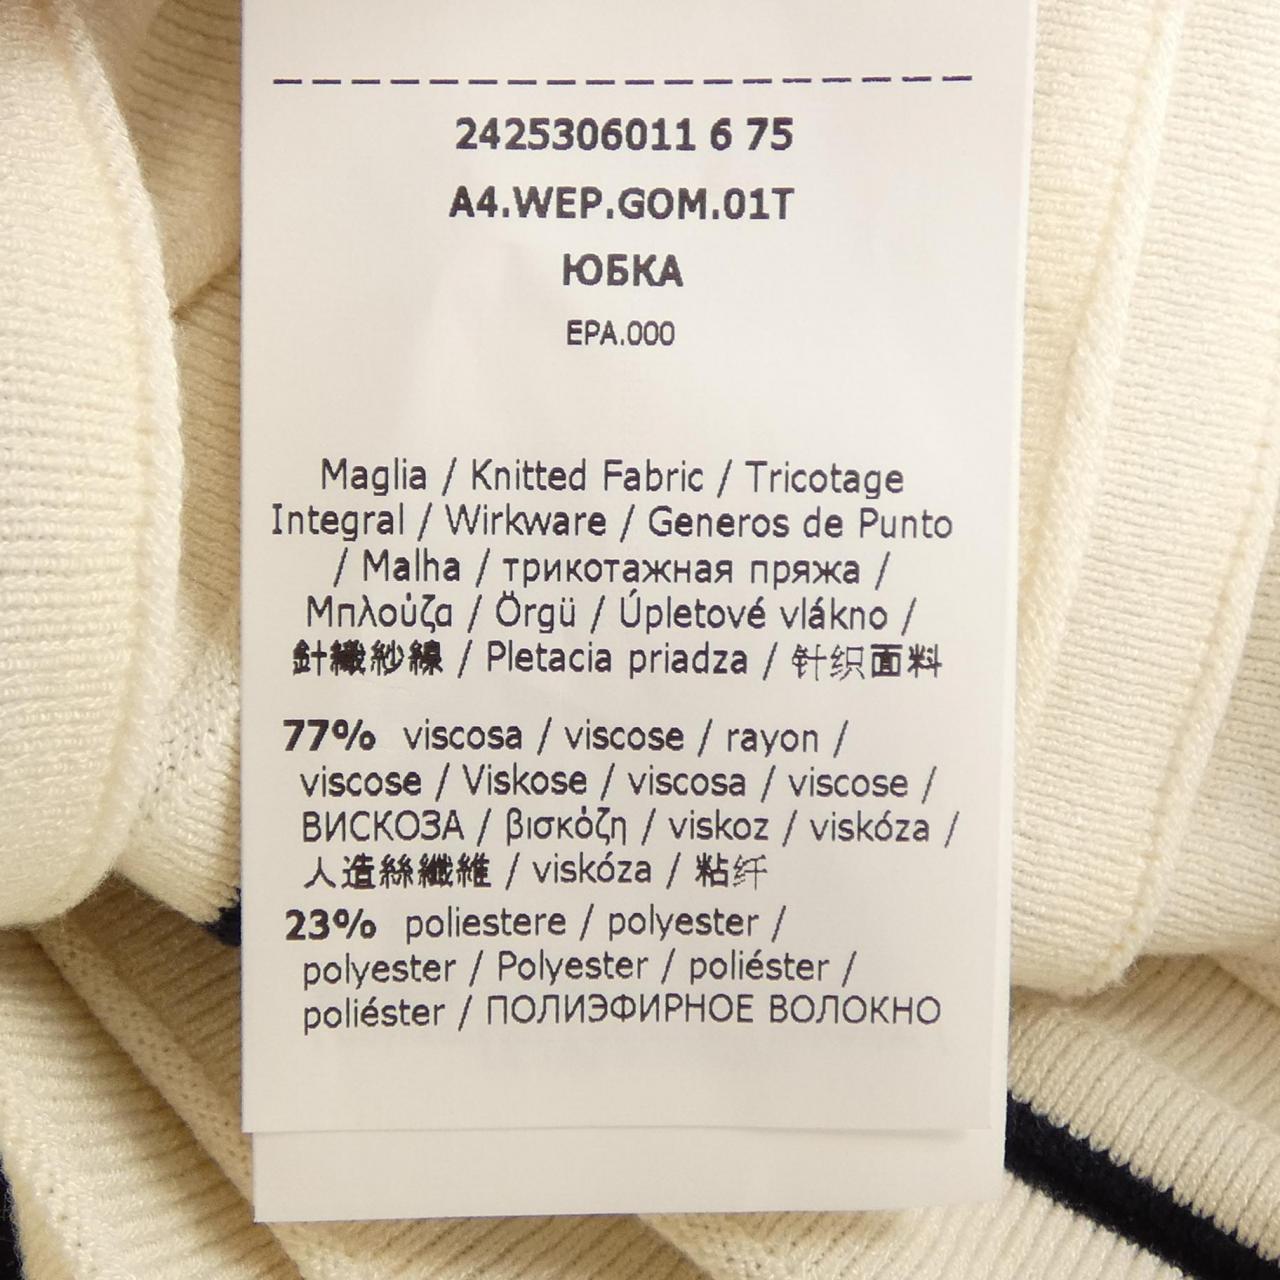 2425306011 6 75
A4.WEP.GOM.01T
ЮБКА
EPA.000
Maglia / Knitted Fabric / Tricotage
Integral / Wirkware / Generos de Punto
/ Malha / трикотажная пряжа /
Μπλούζα / Örgü / Úpletové vlákno /
針織紗線 / Pletacia priadza / 针织面料
77% viscosa / viscose / rayon /
viscose / Viskose / viscosa / viscose /
ВИСКОЗА / βισκόζη / viskoz / viskóza /
人造絲纖維 / viskóza / 粘纤
23% poliestere / polyester /
polyester / Polyester / poliéster /
poliéster / ПОЛИЭФИРНОЕ ВОЛОКНО